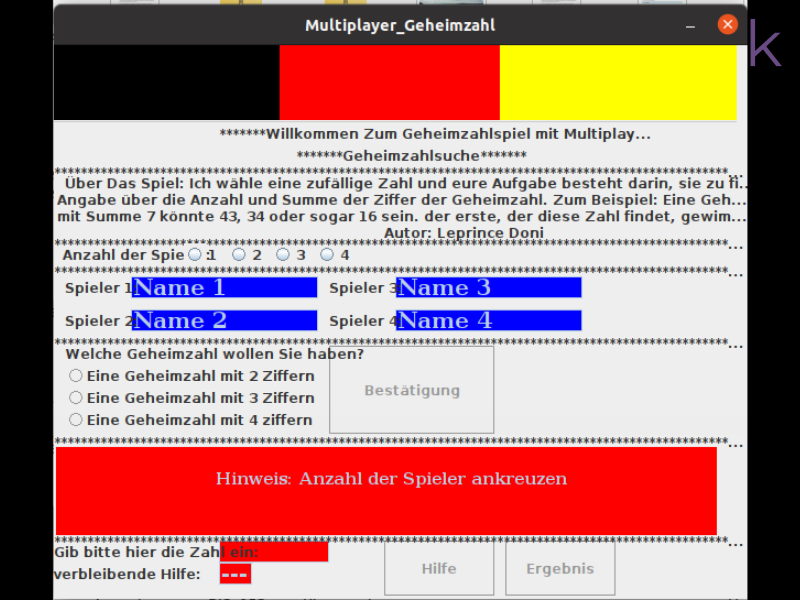 Multiplayer_Geheimzahl
k
*******Willkommen Zum Geheimzahlspiel mit Multiplay...
*******Geheimzahlsuche*******
Über Das Spiel: Ich wähle eine zufällige Zahl und eure Aufgabe besteht darin, sie zu fi...
Angabe über die Anzahl und Summe der Ziffer der Geheimzahl. Zum Beispiel: Eine Geh...
mit Summe 7 könnte 43, 34 oder sogar 16 sein. der erste, der diese Zahl findet, gewim...
Autor: Leprince Doni
Anzahl der Spie : 1 2 3 4
Spieler 1 Name 1 Spieler 3 Name 3
Spieler 2 Name 2 Spieler 4 Name 4
Welche Geheimzahl wollen Sie haben?
Eine Geheimzahl mit 2 Ziffern
Bestätigung
Eine Geheimzahl mit 3 Ziffern
Eine Geheimzahl mit 4 ziffern
Hinweis: Anzahl der Spieler ankreuzen
Gib bitte hier die Zahl ein:
verbleibende Hilfe: ---
Hilfe Ergebnis